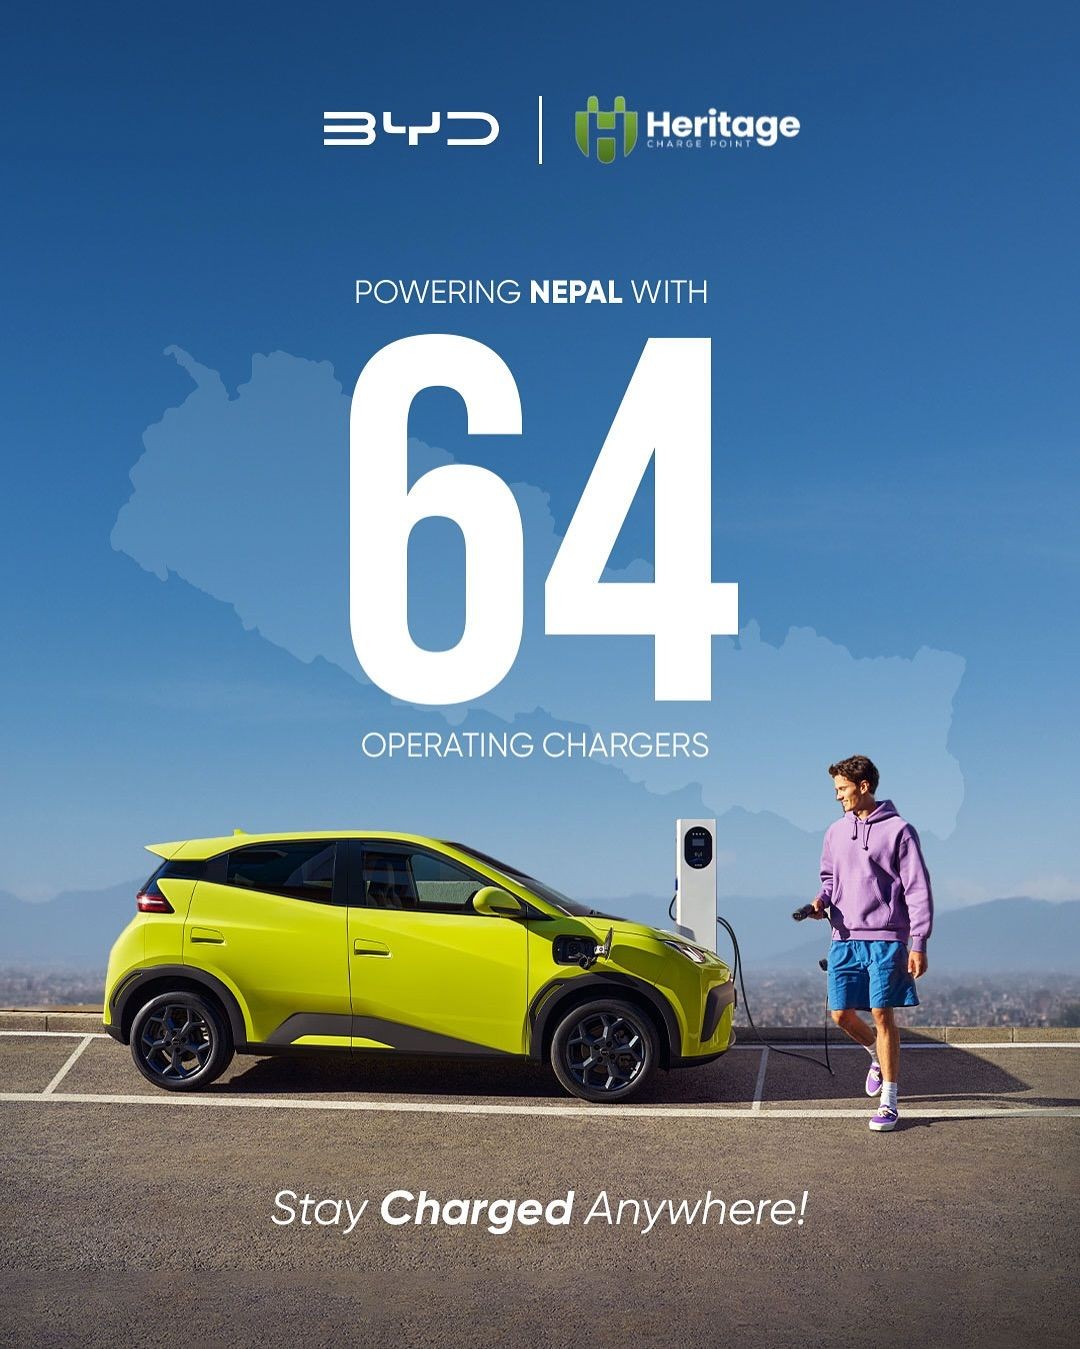 BYD
Heritage
CHARGE POINT
POWERING NEPAL WITH
64
OPERATING CHARGERS
Stay Charged Anywhere!